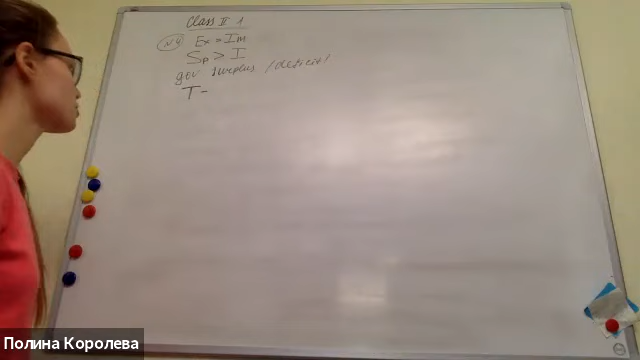 Class II 1
№4 Ex = Im
Sp > I
gov surplus / deficit
T -
Полина Королева